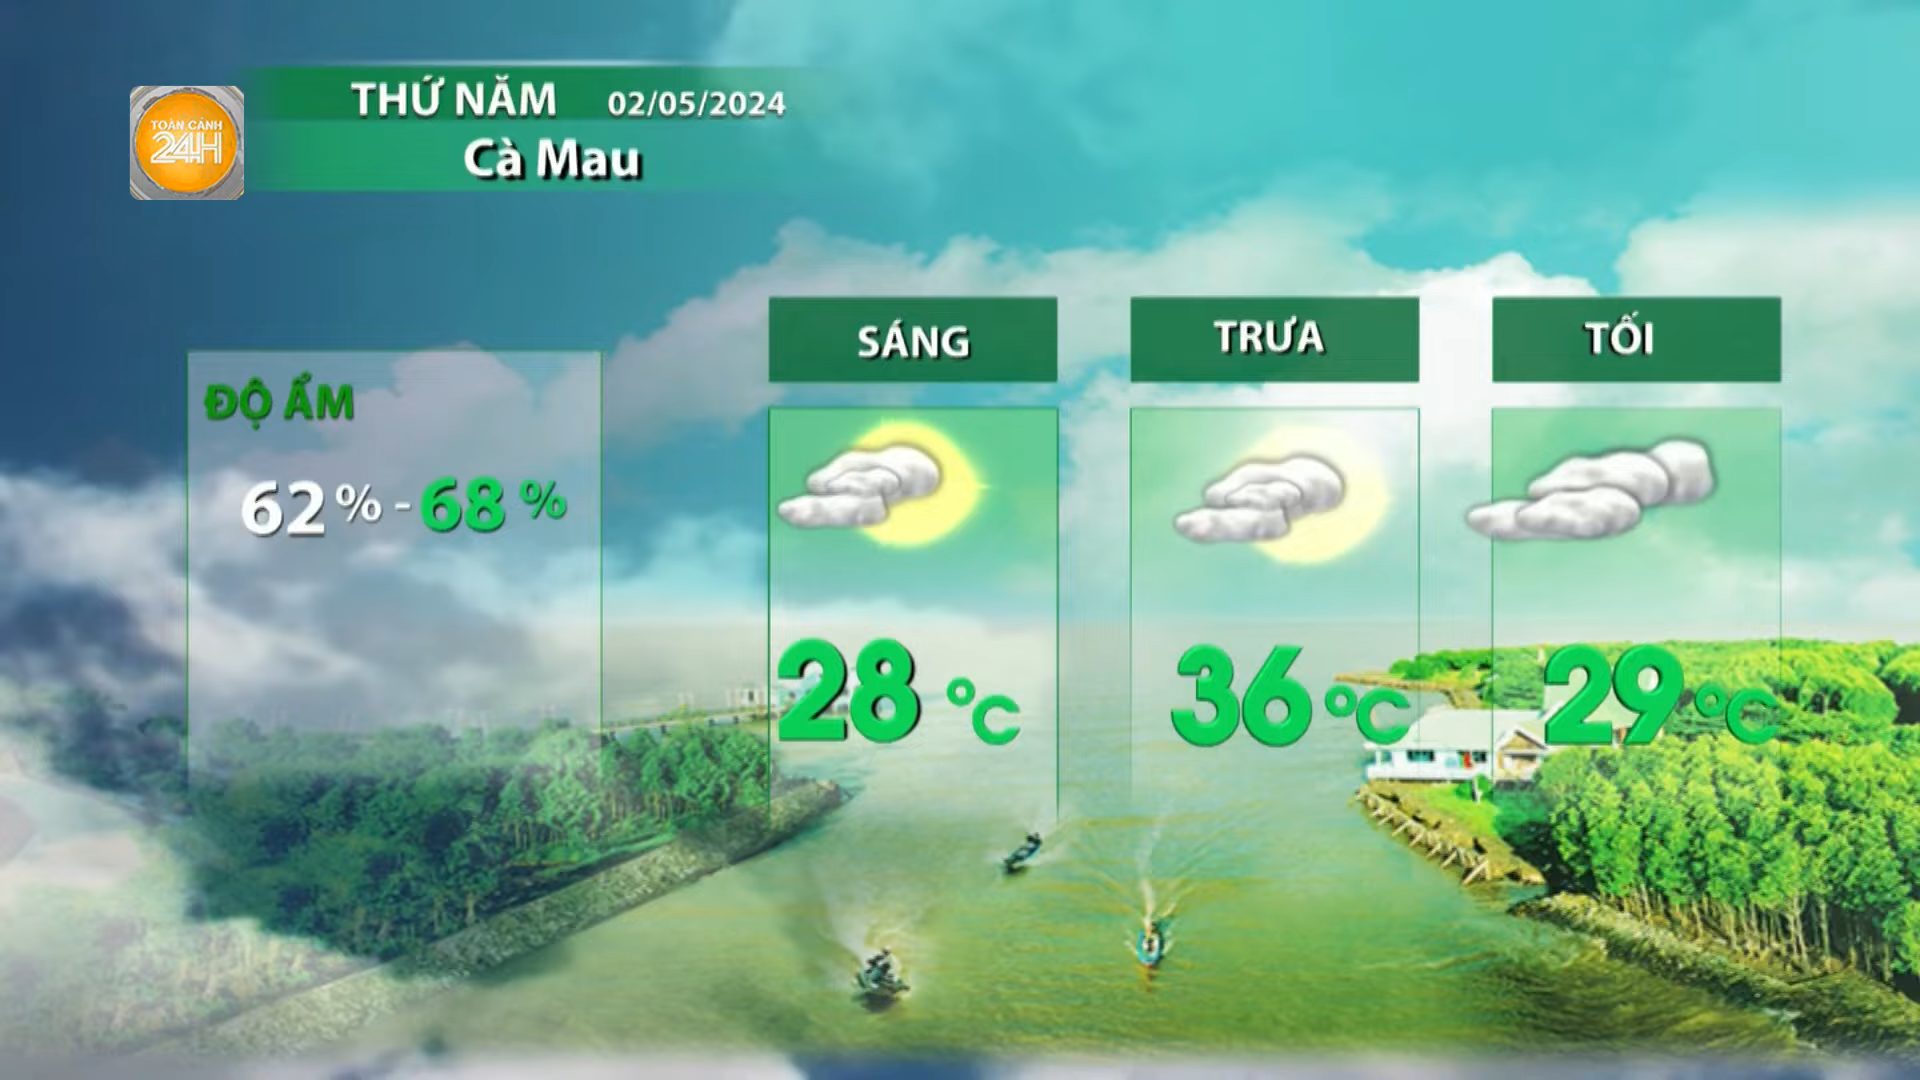 TOÀN CẢNH
24H
THỨ NĂM 02/05/2024
Cà Mau
ĐỘ ẨM
62% - 68%
SÁNG
TRƯA
TỐI
28 °C
36 °C
29 °C